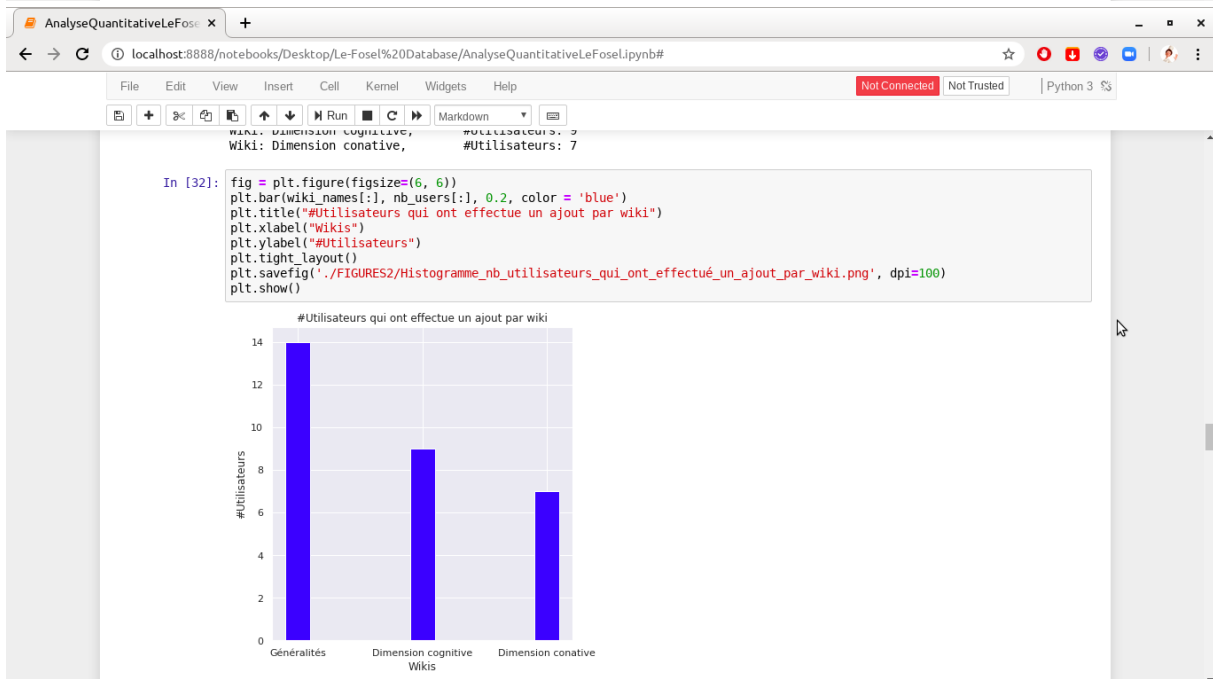 AnalyseQuantitativeLeFose
localhost:8888/notebooks/Desktop/Le-Fosel%20Database/AnalyseQuantitativeLeFosel.ipynb#
File Edit View Insert Cell Kernel Widgets Help Not Connected Not Trusted Python 3
Run Markdown
Wiki: Dimension cognitive, #Utilisateurs: 9
Wiki: Dimension conative, #Utilisateurs: 7
In [32]: fig = plt.figure(figsize=(6, 6))
plt.bar(wiki_names[:], nb_users[:], 0.2, color = 'blue')
plt.title("#Utilisateurs qui ont effectue un ajout par wiki")
plt.xlabel("Wikis")
plt.ylabel("#Utilisateurs")
plt.tight_layout()
plt.savefig('./FIGURES2/Histogramme_nb_utilisateurs_qui_ont_effectué_un_ajout_par_wiki.png', dpi=100)
plt.show()
#Utilisateurs qui ont effectue un ajout par wiki
14
12
10
8
6
4
2
0
#Utilisateurs
Généralités Dimension cognitive Dimension conative
Wikis